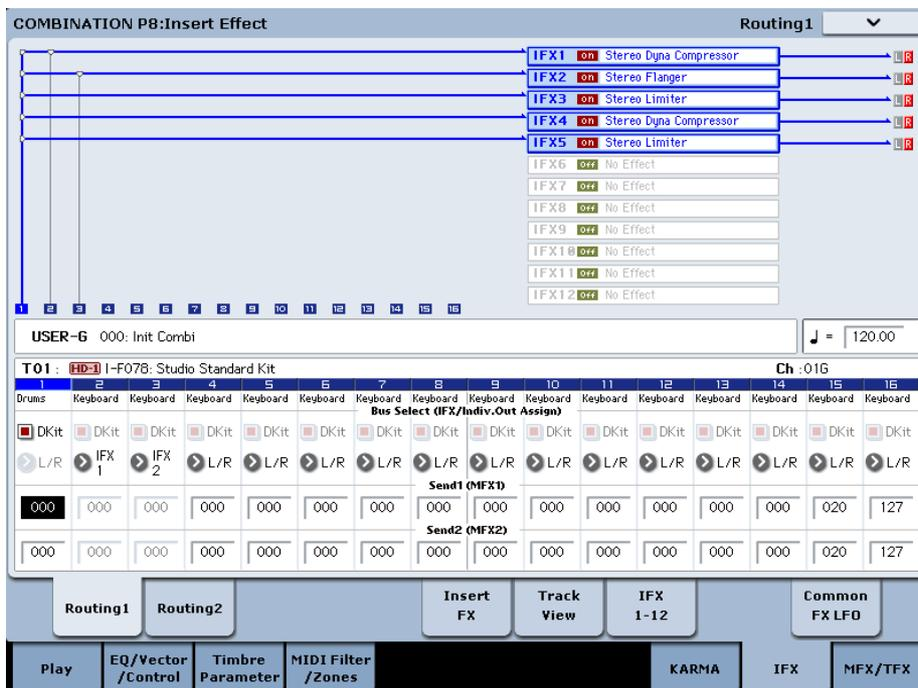 COMBINATION P8:Insert Effect Routing1
IFX1 on Stereo Dyna Compressor L R
IFX2 on Stereo Flanger L R
IFX3 on Stereo Limiter L R
IFX4 on Stereo Dyna Compressor L R
IFX5 on Stereo Limiter L R
IFX6 Off No Effect
IFX7 Off No Effect
IFX8 Off No Effect
IFX9 Off No Effect
IFX10 Off No Effect
IFX11 Off No Effect
IFX12 Off No Effect
1 2 3 4 5 6 7 8 9 10 11 12 13 14 15 16
USER-G 000: Init Combi ♩ = 120.00
T01 : HD-1 I-F078: Studio Standard Kit Ch :01G
1 2 3 4 5 6 7 8 9 10 11 12 13 14 15 16
Drums Keyboard Keyboard Keyboard Keyboard Keyboard Keyboard Keyboard Keyboard Keyboard Keyboard Keyboard Keyboard Keyboard Keyboard Keyboard
Bus Select (IFX/Indiv.Out Assign)
DKit DKit DKit DKit DKit DKit DKit DKit DKit DKit DKit DKit DKit DKit DKit DKit
L/R IFX 1 IFX 2 L/R L/R L/R L/R L/R L/R L/R L/R L/R L/R L/R L/R L/R
Send1 (MFX1)
000 000 000 000 000 000 000 000 000 000 000 000 000 000 020 127
Send2 (MFX2)
000 000 000 000 000 000 000 000 000 000 000 000 000 000 020 127
Routing1 Routing2 Insert FX Track View IFX 1-12 Common FX LFO
Play EQ/Vector /Control Timbre Parameter MIDI Filter /Zones KARMA IFX MFX/TFX